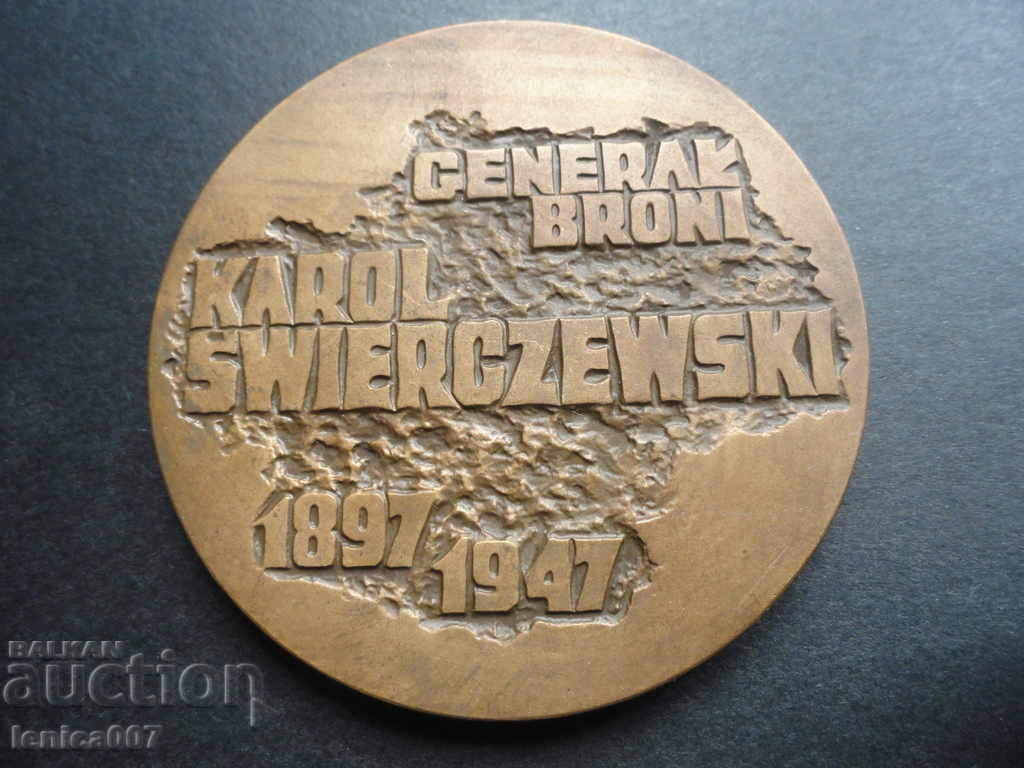 GENERAŁ
BRONI
KAROL
ŚWIERCZEWSKI
1897
1947
BALKAN
auction
lenica007